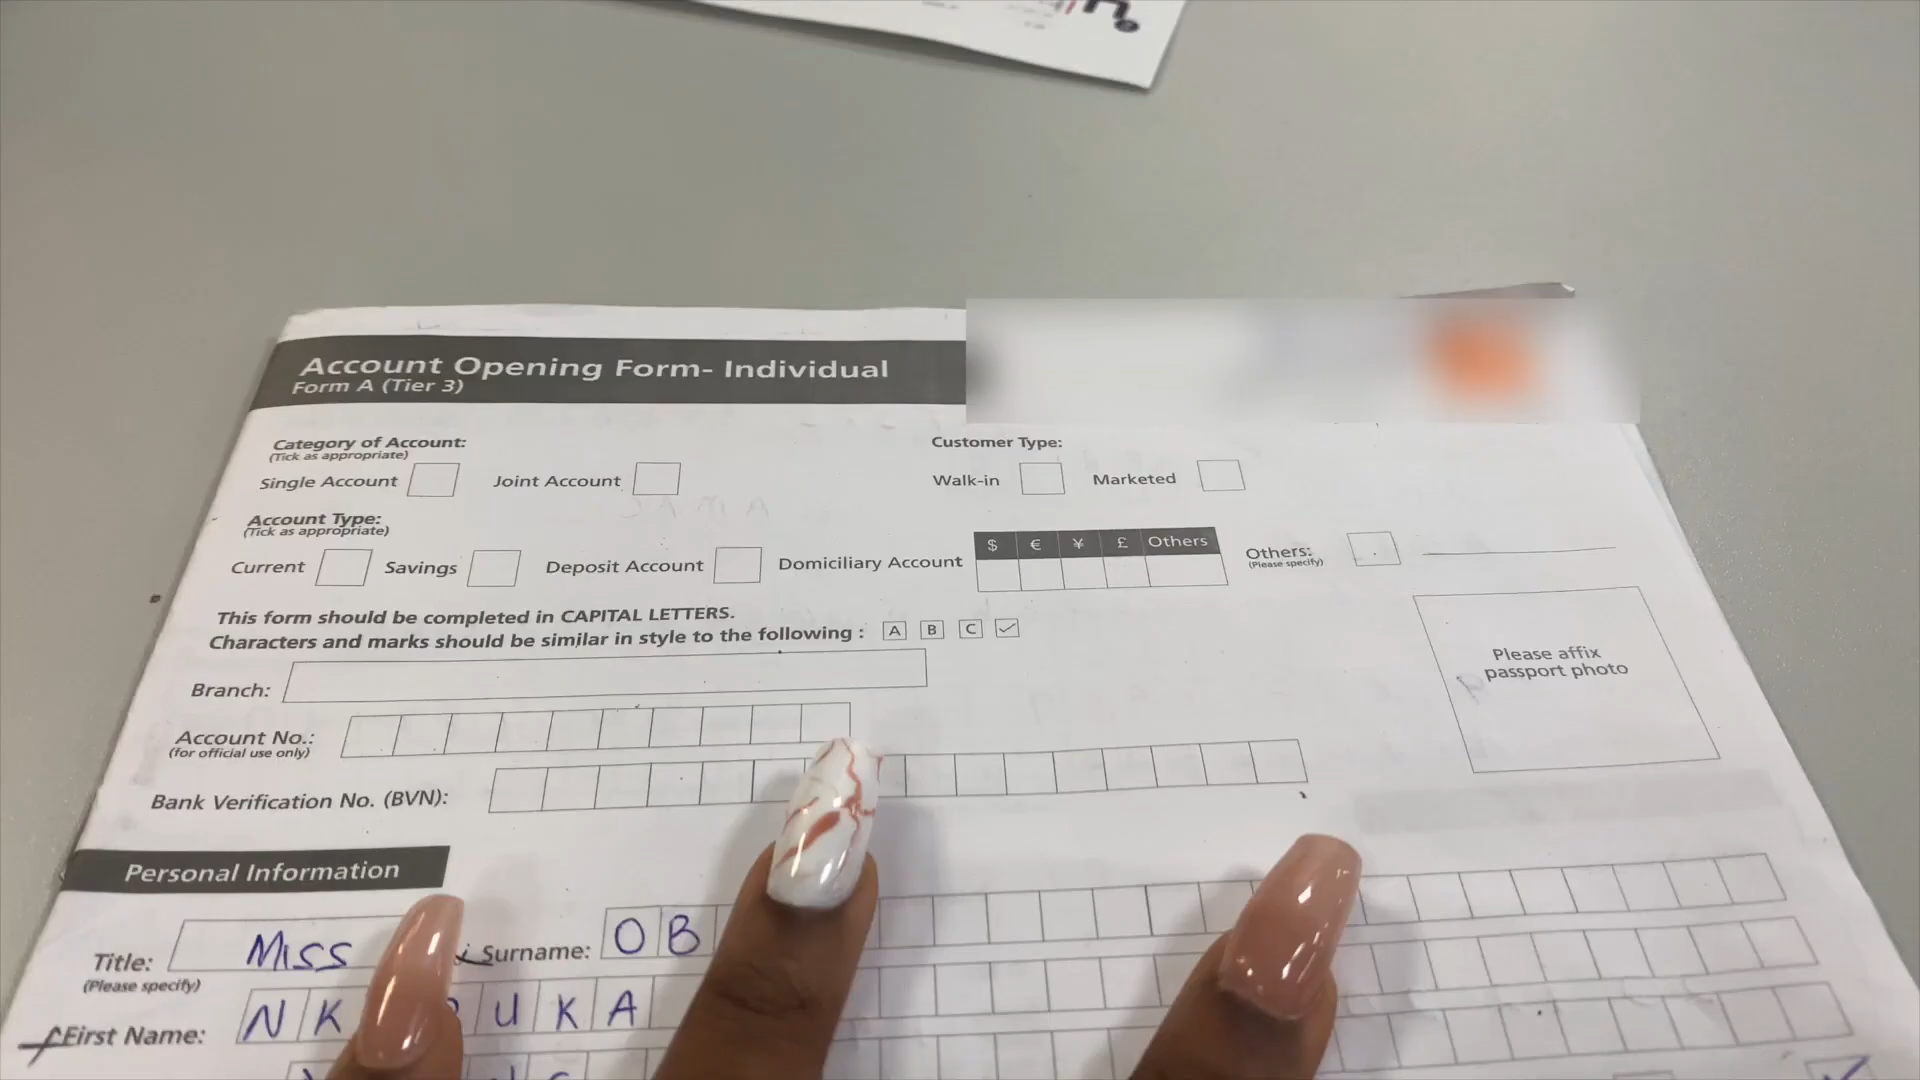 Account Opening Form- Individual
Form A (Tier 3)
Category of Account:
(Tick as appropriate)
Customer Type:
Single Account
Joint Account
Walk-in
Marketed
Account Type:
(Tick as appropriate)
$ € ¥ £ Others
Current
Savings
Deposit Account
Domiciliary Account
Others:
(Please specify)
This form should be completed in CAPITAL LETTERS.
Characters and marks should be similar in style to the following : A B C
Please affix
passport photo
Branch:
Account No.:
(for official use only)
Bank Verification No. (BVN):
Personal Information
Title: MISS
(Please specify)
Surname: OB
First Name: NK UKA